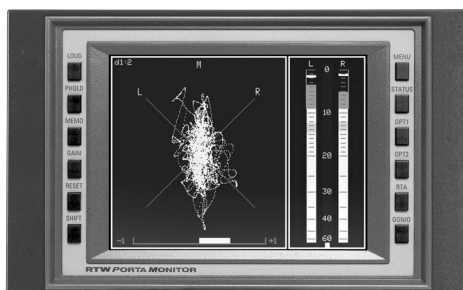 LOUD
PHOLD
MEMO
GAIN
RESET
SHIFT
d1:2
M
L
R
-1
+1
L
R
0
10
20
30
40
60
MENU
STATUS
OPT1
OPT2
RTA
GONIO
RTW PORTA MONITOR